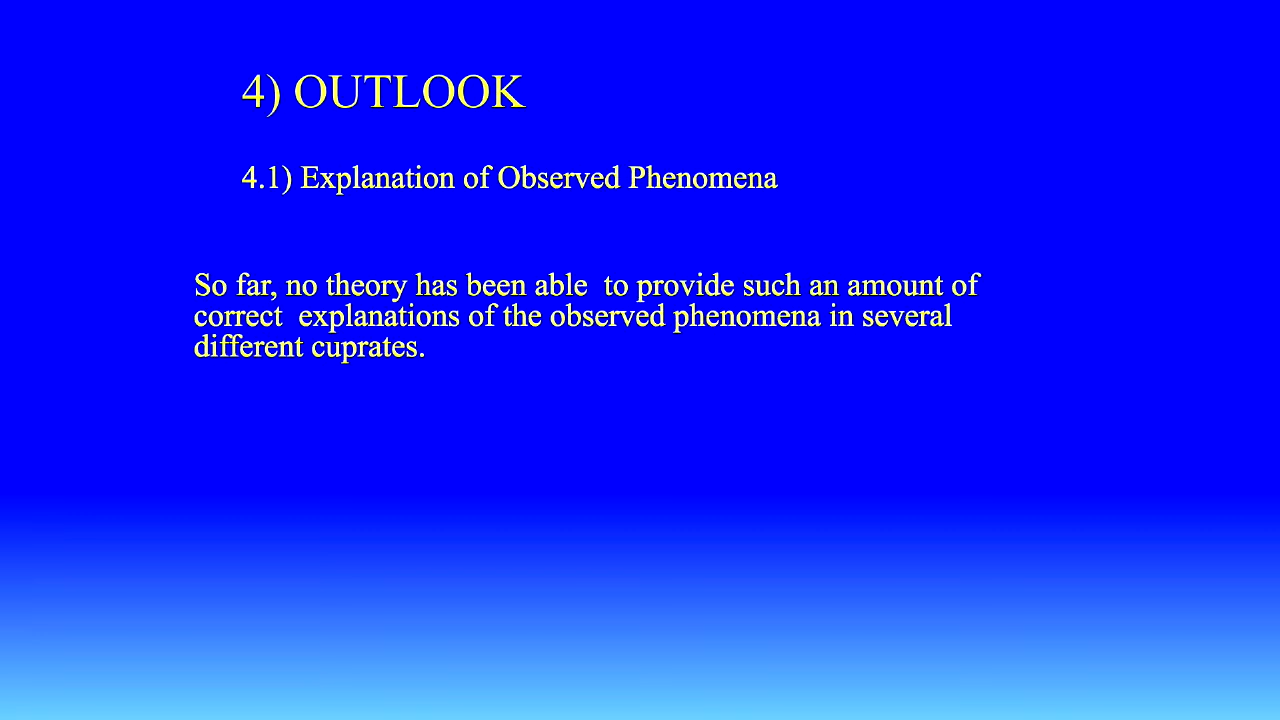 4) OUTLOOK
4.1) Explanation of Observed Phenomena
So far, no theory has been able  to provide such an amount of
correct  explanations of the observed phenomena in several
different cuprates.